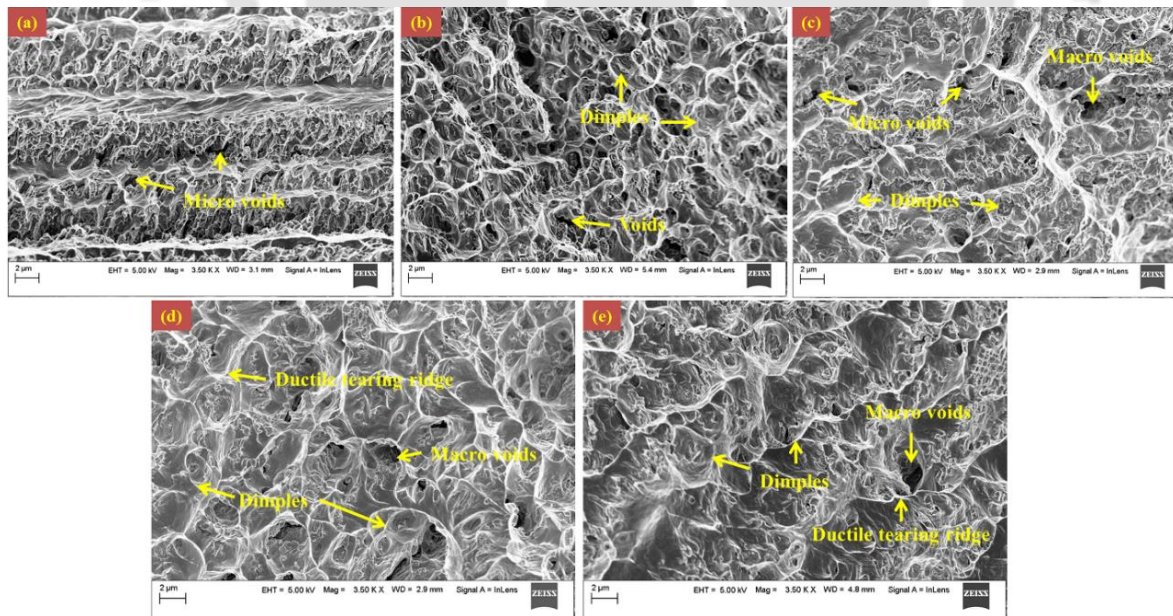 (a)
Micro voids
2 µm
EHT = 5.00 kV Mag = 3.50 K X WD = 3.1 mm Signal A = InLens
ZEISS
(b)
Dimples
Voids
2 µm
EHT = 5.00 kV Mag = 3.50 K X WD = 5.4 mm Signal A = InLens
ZEISS
(c)
Macro voids
Micro voids
Dimples
2 µm
EHT = 5.00 kV Mag = 3.50 K X WD = 2.9 mm Signal A = InLens
ZEISS
(d)
Ductile tearing ridge
Macro voids
Dimples
2 µm
EHT = 5.00 kV Mag = 3.50 K X WD = 2.9 mm Signal A = InLens
ZEISS
(e)
Macro voids
Dimples
Ductile tearing ridge
2 µm
EHT = 5.00 kV Mag = 3.50 K X WD = 4.8 mm Signal A = InLens
ZEISS